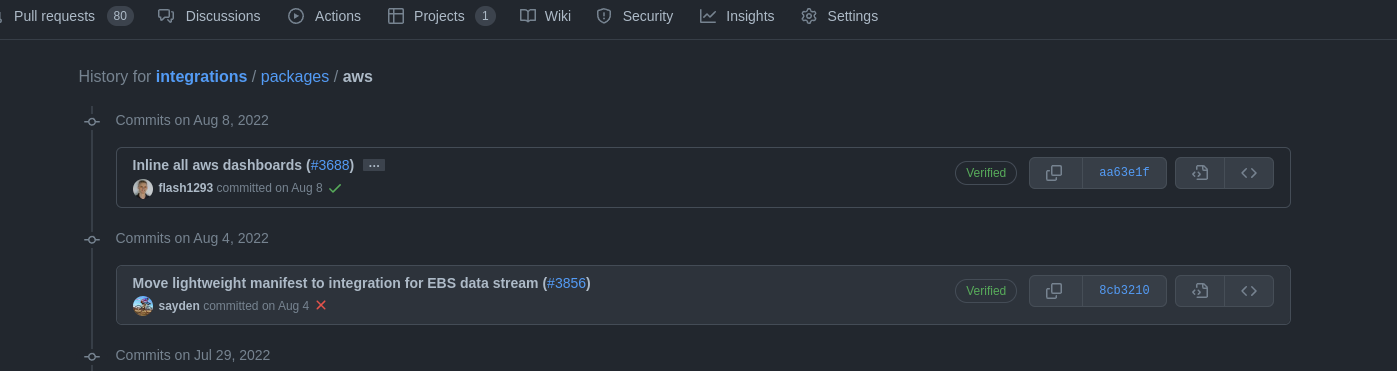 Pull requests 80 Discussions Actions Projects 1 Wiki Security Insights Settings
History for integrations / packages / aws
Commits on Aug 8, 2022
Inline all aws dashboards (#3688) ...
Verified aa63e1f
flash1293 committed on Aug 8
Commits on Aug 4, 2022
Move lightweight manifest to integration for EBS data stream (#3856)
Verified 8cb3210
sayden committed on Aug 4
Commits on Jul 29, 2022